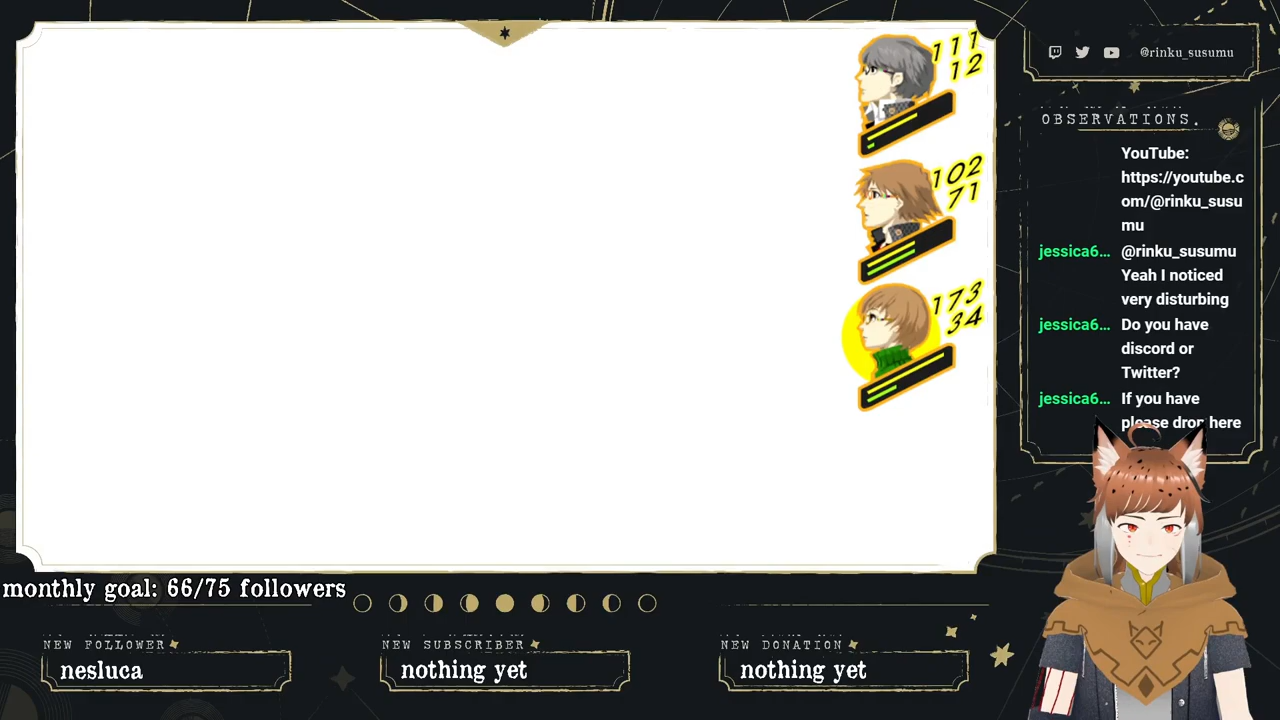 111
12
102
71
173
34
@rinku_susumu
OBSERVATIONS.
YouTube:
https://youtube.c
om/@rinku_susu
mu
jessica6... @rinku_susumu
Yeah I noticed
very disturbing
jessica6... Do you have
discord or
Twitter?
jessica6... If you have
please drop here
monthly goal: 66/75 followers
NEW FOLLOWER
nesluca
NEW SUBSCRIBER
nothing yet
NEW DONATION
nothing yet